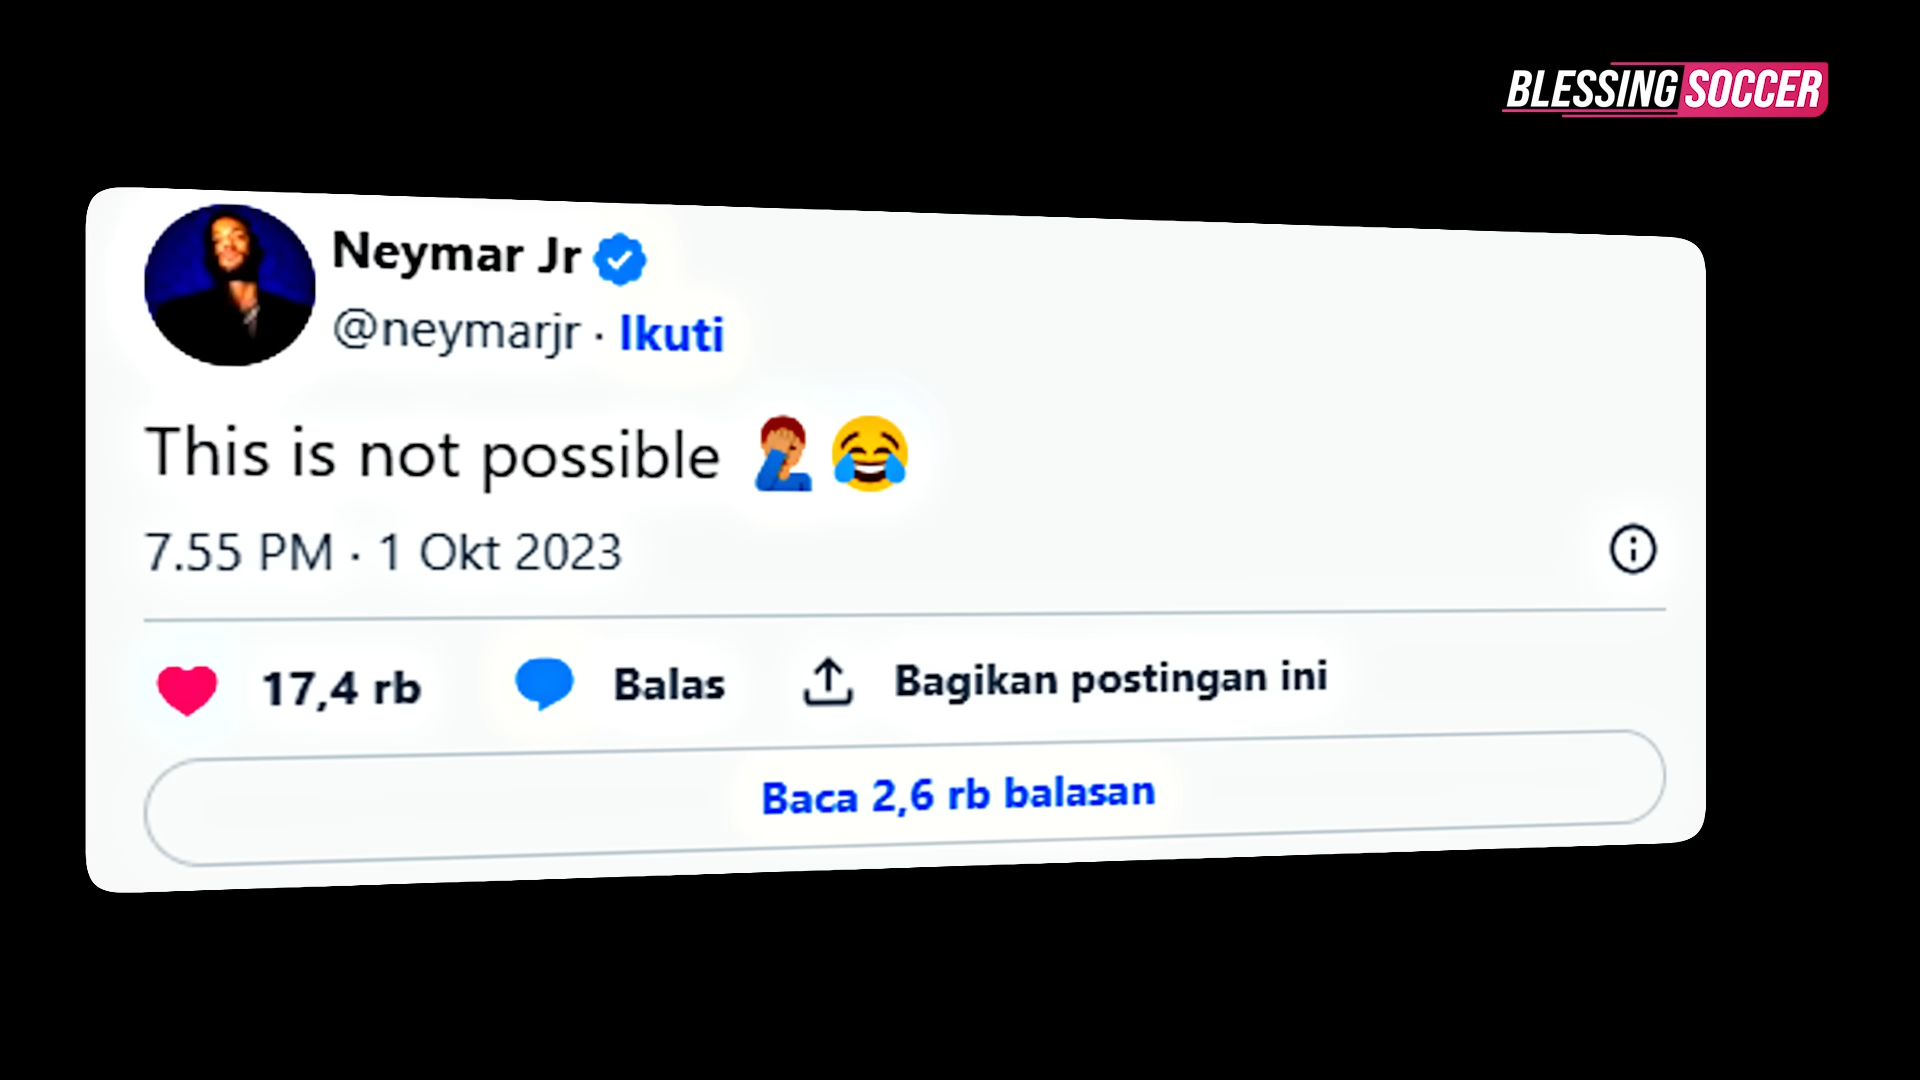 BLESSING SOCCER
Neymar Jr
@neymarjr · Ikuti
This is not possible 🤦🏽‍♂️😂
7.55 PM · 1 Okt 2023
17,4 rb Balas Bagikan postingan ini
Baca 2,6 rb balasan